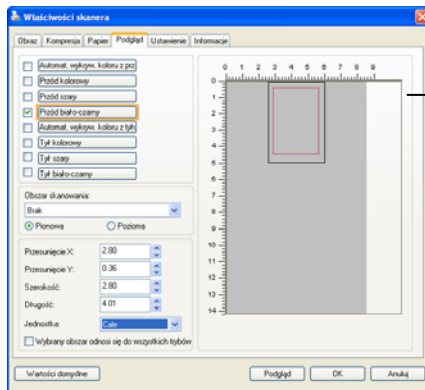 Właściwości skanera
Obraz Kompresja Papier Podgląd Ustawienie Informacje
Automat. wykryw. koloru z prz
Przód kolorowy
Przód szary
Przód biało-czarny
Automat. wykryw. koloru z tyłu
Tył kolorowy
Tył szary
Tył biało-czarny
Obszar skanowania:
Brak
Pionowa Pozioma
Przesunięcie X: 2.80
Przesunięcie Y: 0.36
Szerokość: 2.80
Długość: 4.01
Jednostka: Cale
Wybrany obszar odnosi się do wszystkich trybów
0 1 2 3 4 5 6 7 8 9 10
0
1
2
3
4
5
6
7
8
9
10
11
12
13
14
Wartości domyślne Podgląd OK Anuluj